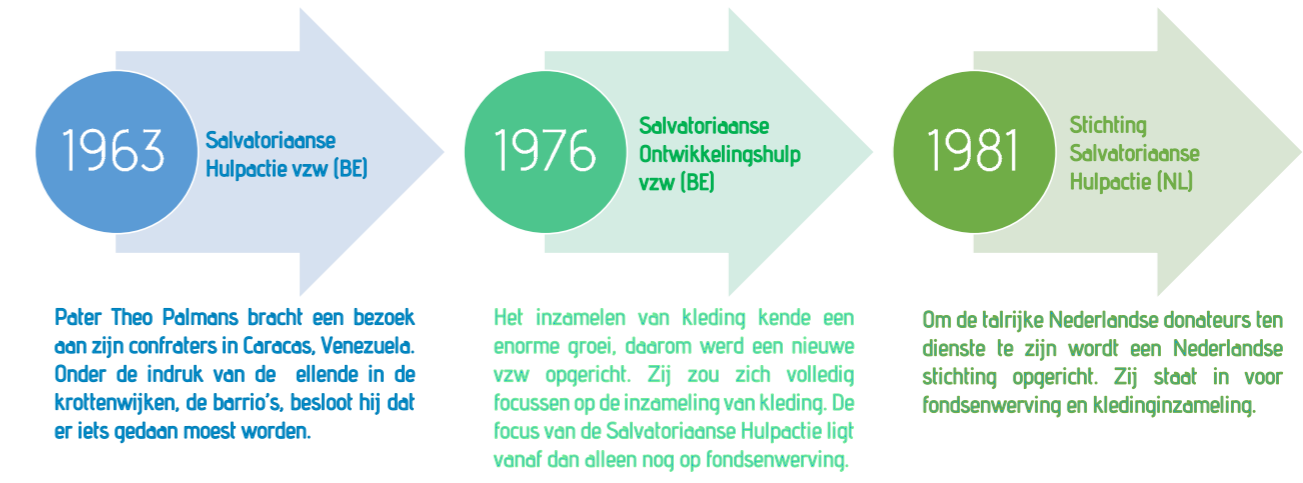 1963
Salvatoriaanse
Hulpactie vzw (BE)
Pater Theo Palmans bracht een bezoek
aan zijn confraters in Caracas, Venezuela.
Onder de indruk van de ellende in de
krottenwijken, de barrio's, besloot hij dat
er iets gedaan moest worden.
1976
Salvatoriaanse
Ontwikkelingshulp
vzw (BE)
Het inzamelen van kleding kende een
enorme groei, daarom werd een nieuwe
vzw opgericht. Zij zou zich volledig
focussen op de inzameling van kleding. De
focus van de Salvatoriaanse Hulpactie ligt
vanaf dan alleen nog op fondsenwerving.
1981
Stichting
Salvatoriaanse
Hulpactie (NL)
Om de talrijke Nederlandse donateurs ten
dienste te zijn wordt een Nederlandse
stichting opgericht. Zij staat in voor
fondsenwerving en kledinginzameling.